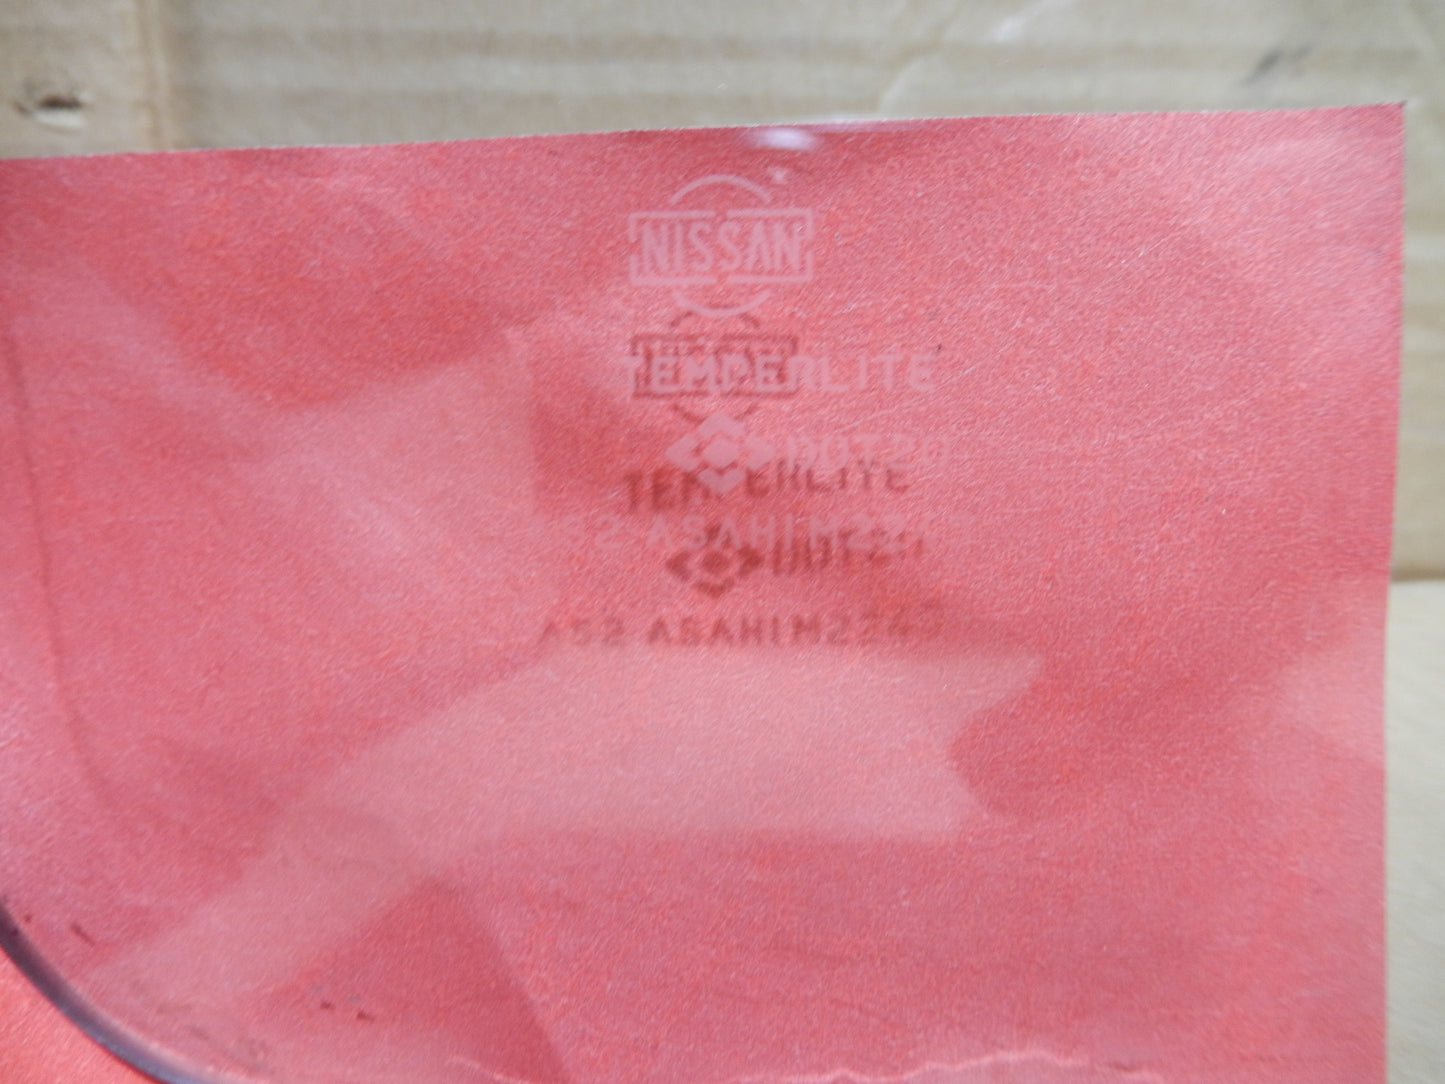 NISSAN
TEMPERLITE
DOT20
AS2 ASAHI M224